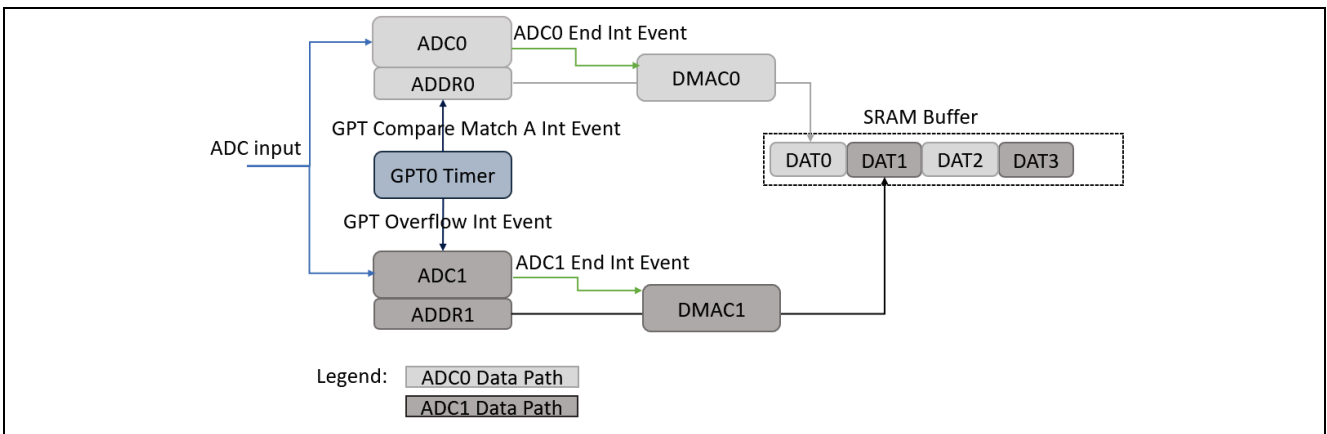 ADC0 End Int Event
ADC0
ADDR0
DMAC0
GPT Compare Match A Int Event
SRAM Buffer
ADC input
DAT0 DAT1 DAT2 DAT3
GPT0 Timer
GPT Overflow Int Event
ADC1 End Int Event
ADC1
ADDR1
DMAC1
Legend:
ADC0 Data Path
ADC1 Data Path